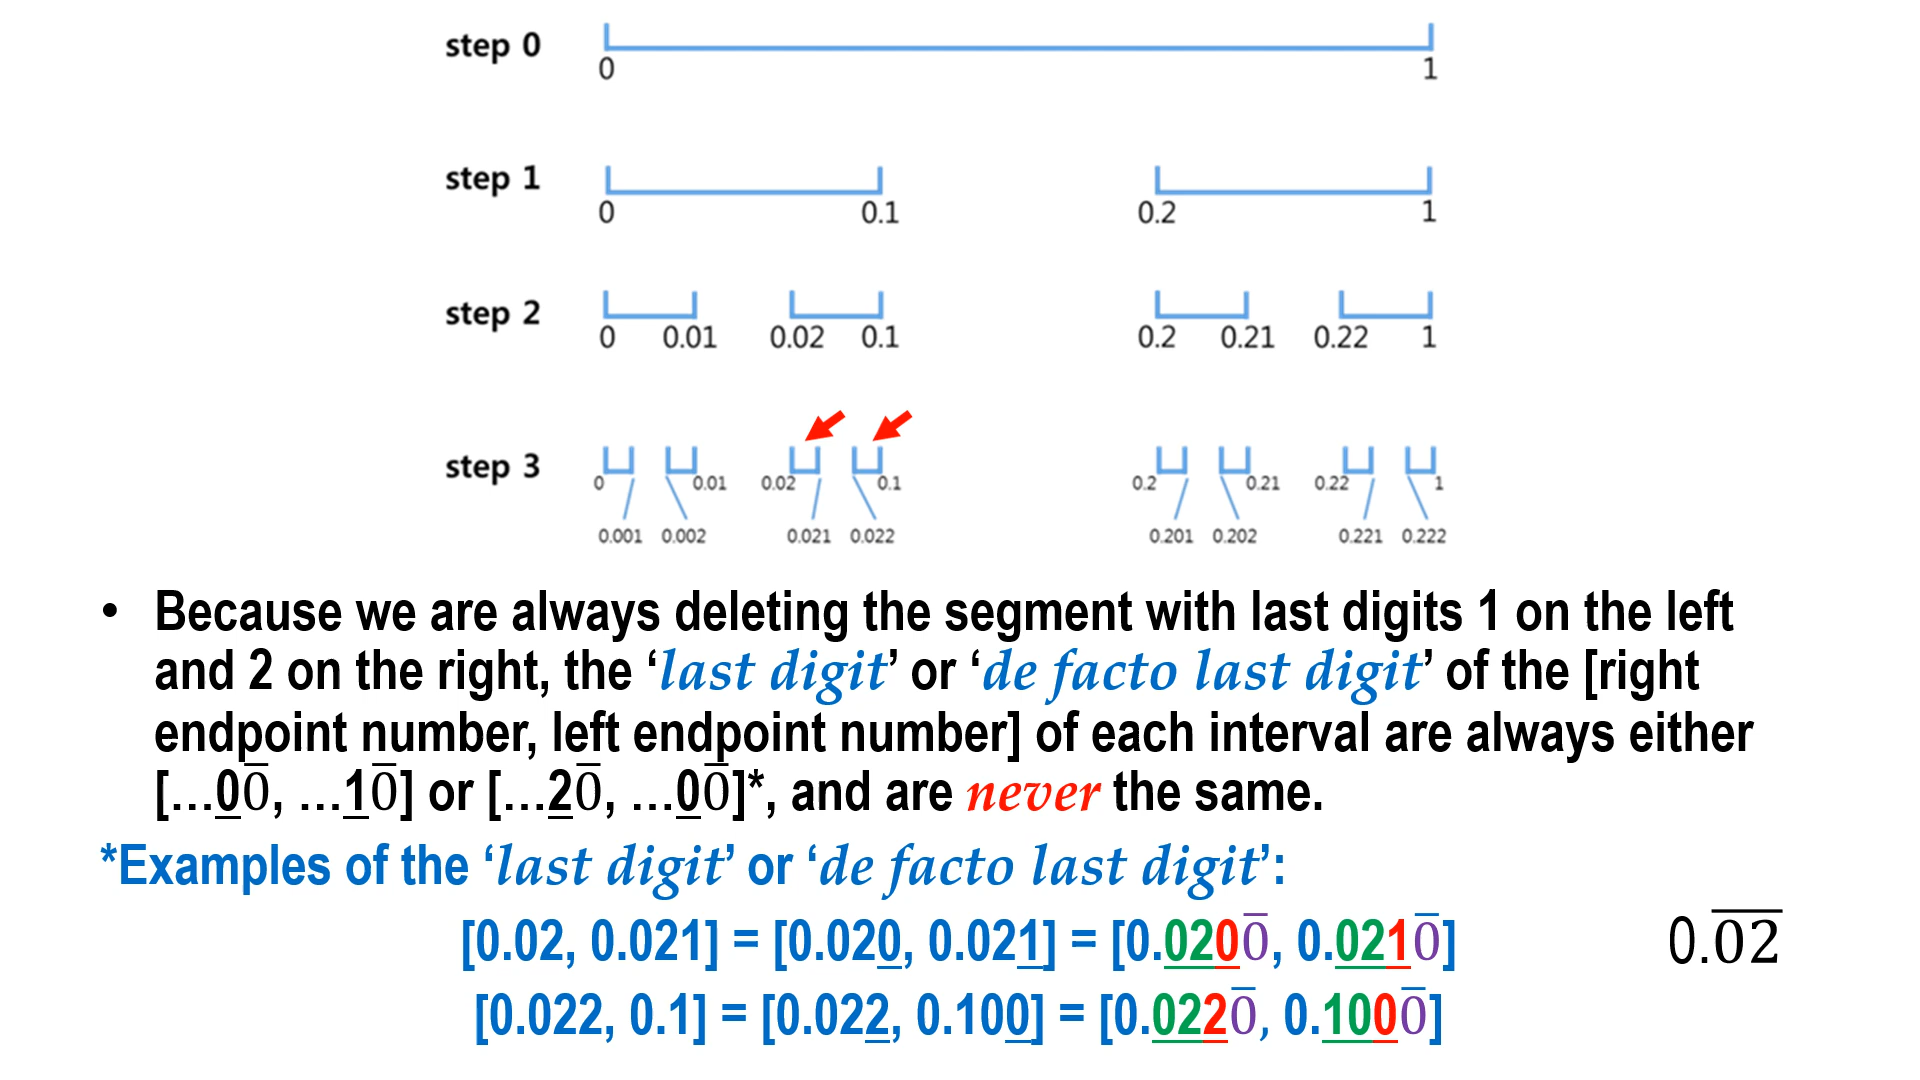 step 0
0 1
step 1
0 0.1 0.2 1
step 2
0 0.01 0.02 0.1 0.2 0.21 0.22 1
step 3
0 0.01 0.02 0.1 0.2 0.21 0.22 1
0.001 0.002 0.021 0.022 0.201 0.202 0.221 0.222
• Because we are always deleting the segment with last digits 1 on the left
and 2 on the right, the ‘last digit’ or ‘de facto last digit’ of the [right
endpoint number, left endpoint number] of each interval are always either
[…00̅, …10̅] or […20̅, …00̅]*, and are never the same.
*Examples of the ‘last digit’ or ‘de facto last digit’:
[0.02, 0.021] = [0.020, 0.021] = [0.0200̅, 0.0210̅] 0.0̅2̅
[0.022, 0.1] = [0.022, 0.100] = [0.0220̅, 0.1000̅]